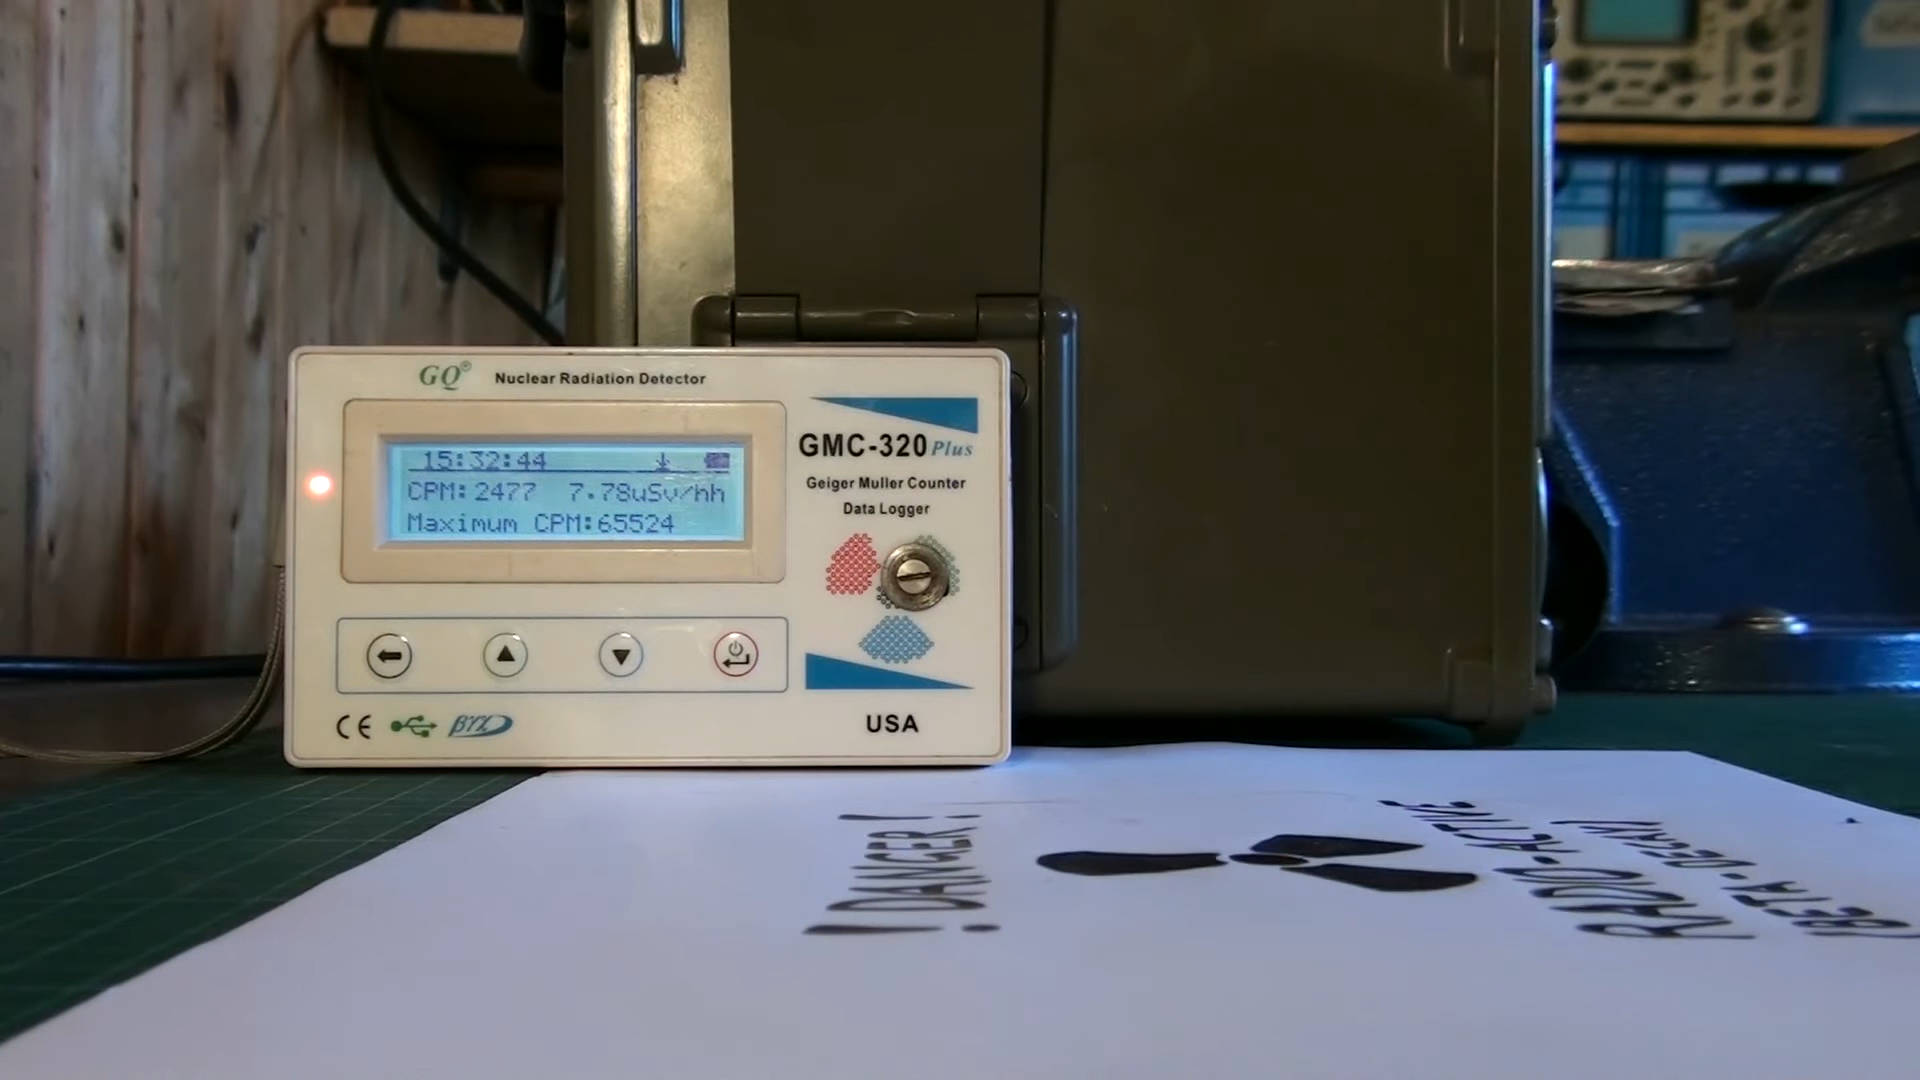 GQ®
Nuclear Radiation Detector
15:32:44
CPM:2477 7.78uSv/hh
Maximum CPM:65524
GMC-320 Plus
Geiger Muller Counter
Data Logger
CE
βγχ
USA
! DANGER!
RADIO-ACTIVE
(BETA-DECAY)